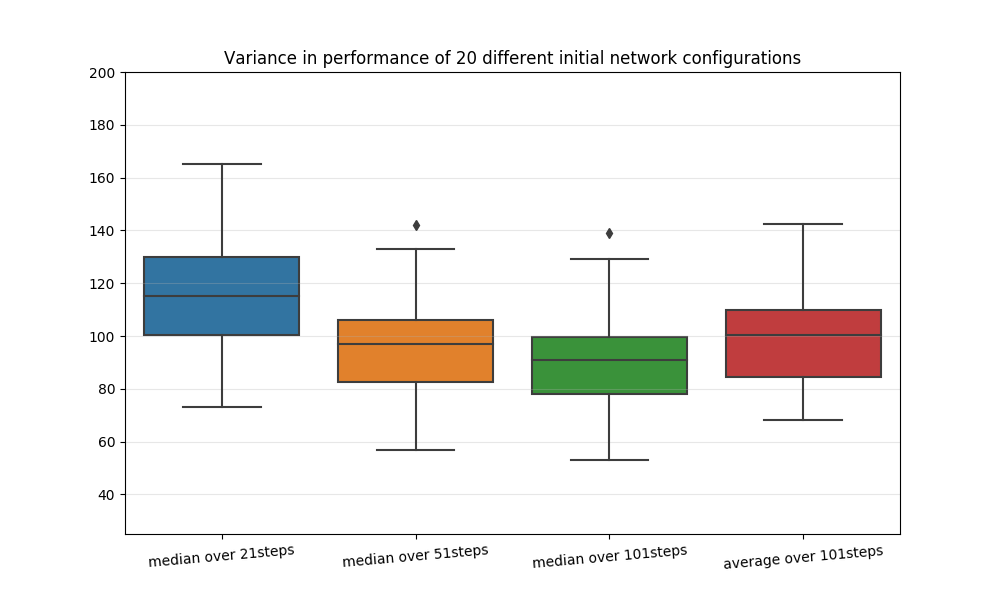 Variance in performance of 20 different initial network configurations
200
180
160
140
120
100
80
60
40
median over 21steps
median over 51steps
median over 101steps
average over 101steps